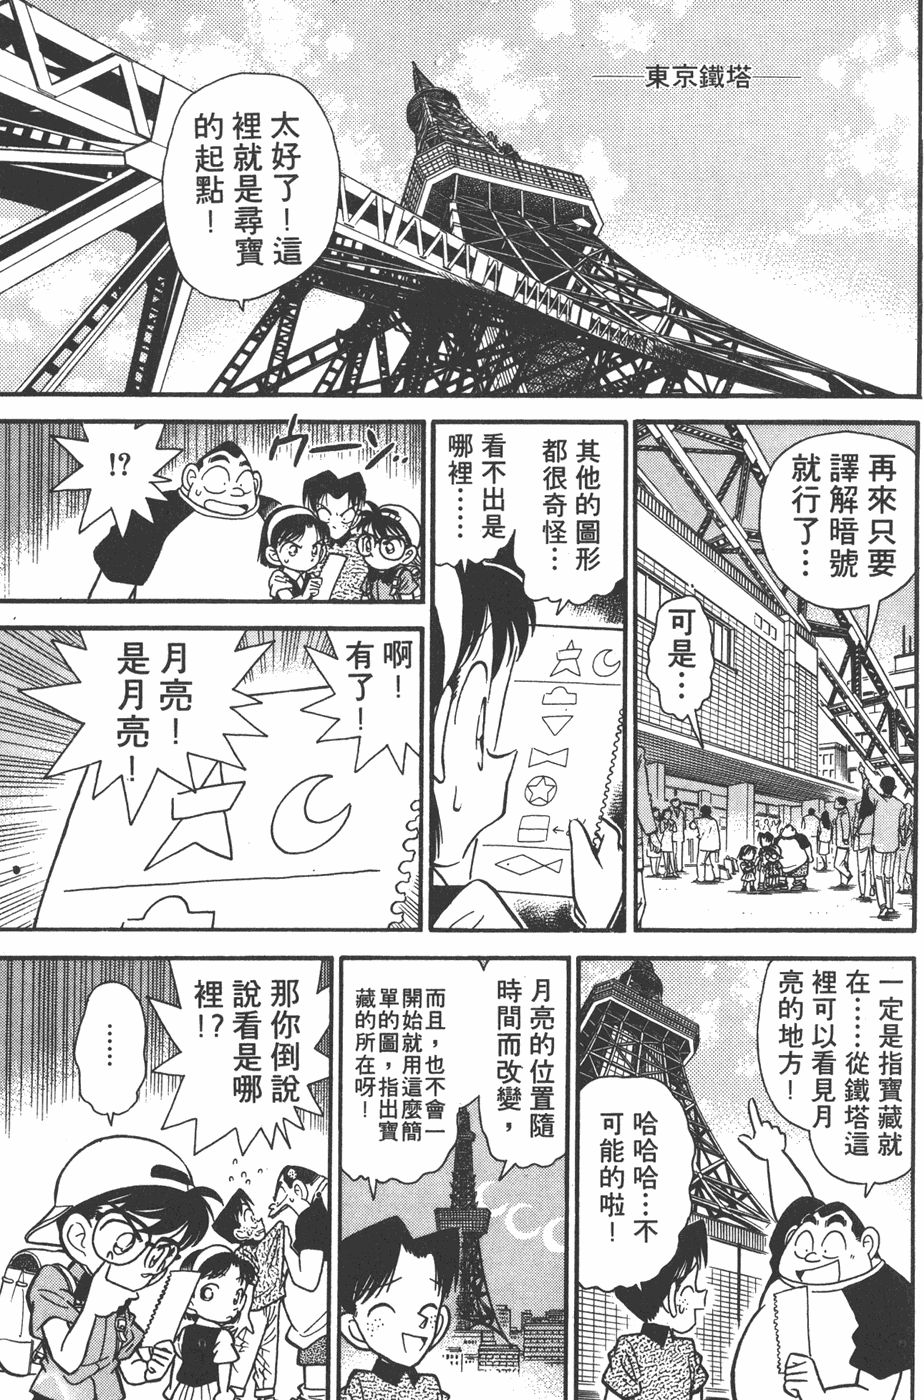 東京鐵塔
太好了！這
裡就是尋寶
的起點！
再來只要
譯解暗號
就行了…
可是…
其他的圖形
都很奇怪…
看不出是
哪裡……
ウーン
!?
啊！
有了！
月亮！
是月亮！
一定是指寶藏就
在……從鐵塔這
裡可以看見月
亮的地方！
哈哈哈…不
可能的啦！
月亮的位置隨
時間而改變，
而且，也不會一
開始就用這麼簡
單的圖，指出寶
藏的所在呀！
那你倒說
說看是哪
裡!?
……